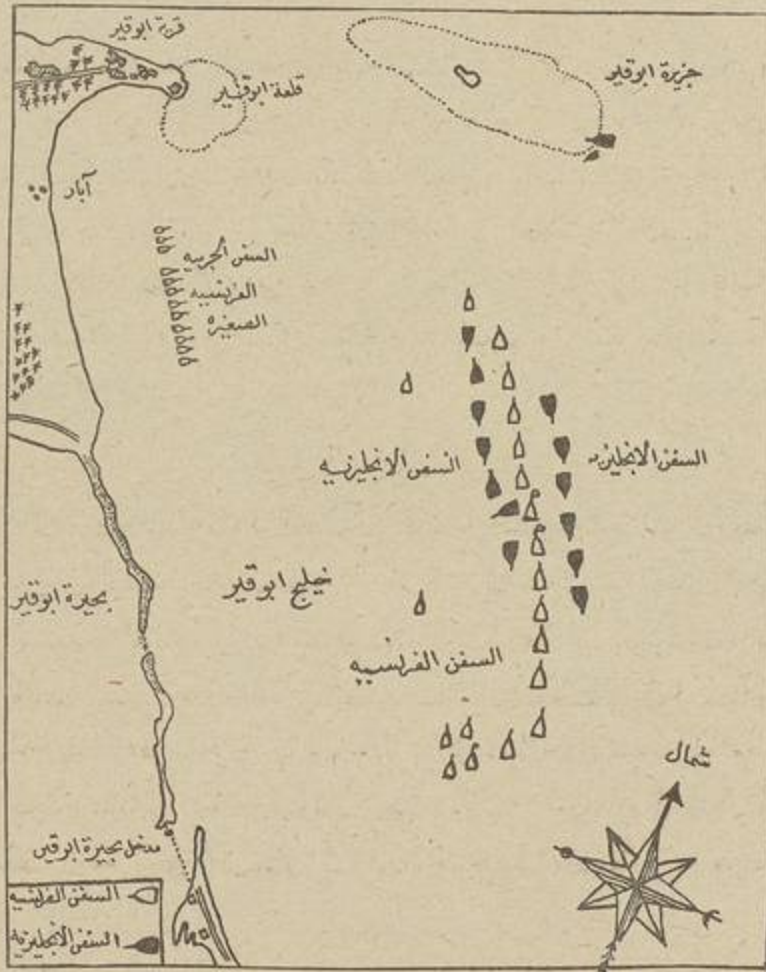 قرية ابوقير
قلعة ابوقير
جزيرة ابوقير
آبار
السفن الحربيه
الفرنسيه
الصغيره
السفن الانجليزيه
السفن الانجليزيه
بحيرة ابوقير
خليج ابوقير
السفن الفرنسيه
شمال
مدخل بحيرة ابوقير
السفن الفرنسيه
السفن الانجليزيه